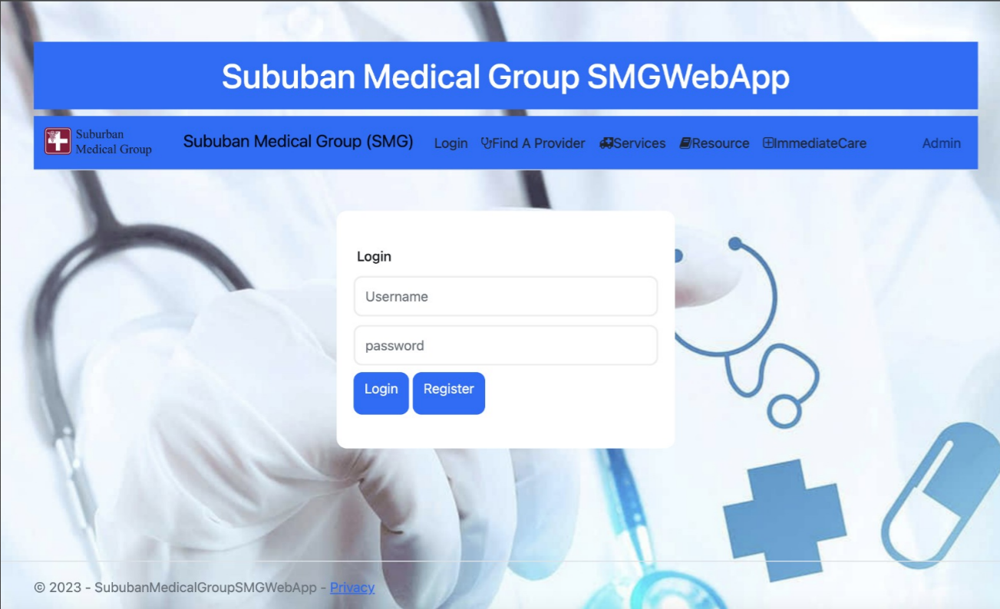 Sububan Medical Group SMGWebApp
Suburban
Medical Group
Sububan Medical Group (SMG) Login Find A Provider Services Resource ImmediateCare Admin
Login
Username
password
Login Register
© 2023 - SububanMedicalGroupSMGWebApp - Privacy